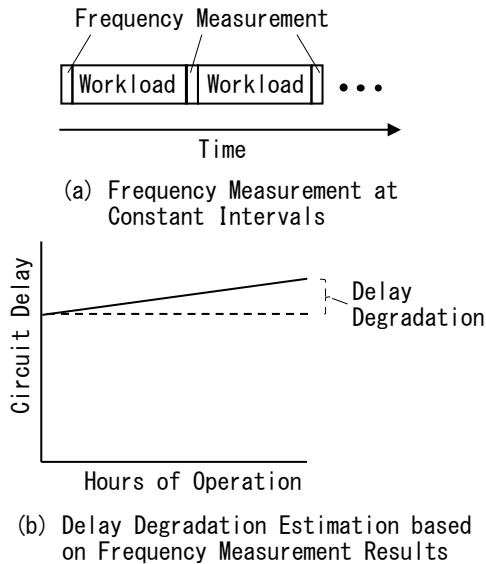 Frequency Measurement
Workload Workload
Time
(a) Frequency Measurement at
Constant Intervals
Circuit Delay
Delay
Degradation
Hours of Operation
(b) Delay Degradation Estimation based
on Frequency Measurement Results